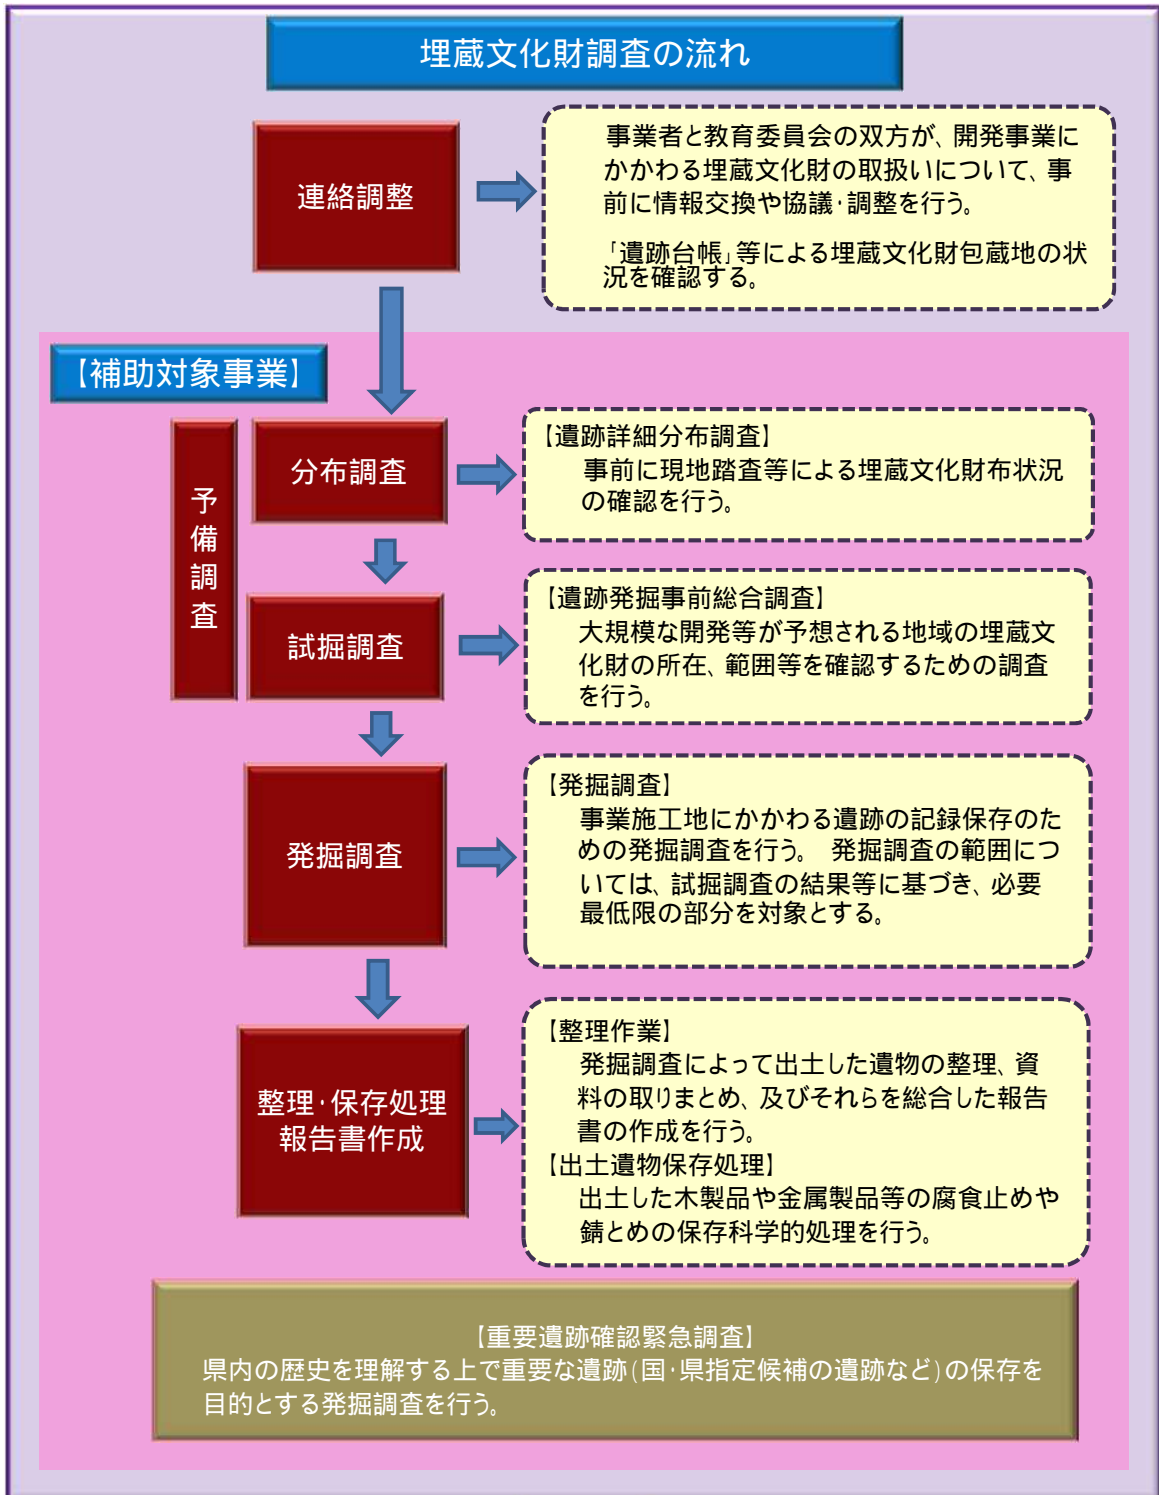 埋蔵文化財調査の流れ
連絡調整
事業者と教育委員会の双方が、開発事業に
かかわる埋蔵文化財の取扱いについて、事
前に情報交換や協議・調整を行う。
「遺跡台帳」等による埋蔵文化財包蔵地の状
況を確認する。
【補助対象事業】
予備調査
分布調査
【遺跡詳細分布調査】
事前に現地踏査等による埋蔵文化財布状況
の確認を行う。
試掘調査
【遺跡発掘事前総合調査】
大規模な開発等が予想される地域の埋蔵文
化財の所在、範囲等を確認するための調査
を行う。
発掘調査
【発掘調査】
事業施工地にかかわる遺跡の記録保存のた
めの発掘調査を行う。 発掘調査の範囲につ
いては、試掘調査の結果等に基づき、必要
最低限の部分を対象とする。
整理・保存処理
報告書作成
【整理作業】
発掘調査によって出土した遺物の整理、資
料の取りまとめ、及びそれらを総合した報告
書の作成を行う。
【出土遺物保存処理】
出土した木製品や金属製品等の腐食止めや
錆とめの保存科学的処理を行う。
【重要遺跡確認緊急調査】
県内の歴史を理解する上で重要な遺跡(国・県指定候補の遺跡など)の保存を
目的とする発掘調査を行う。